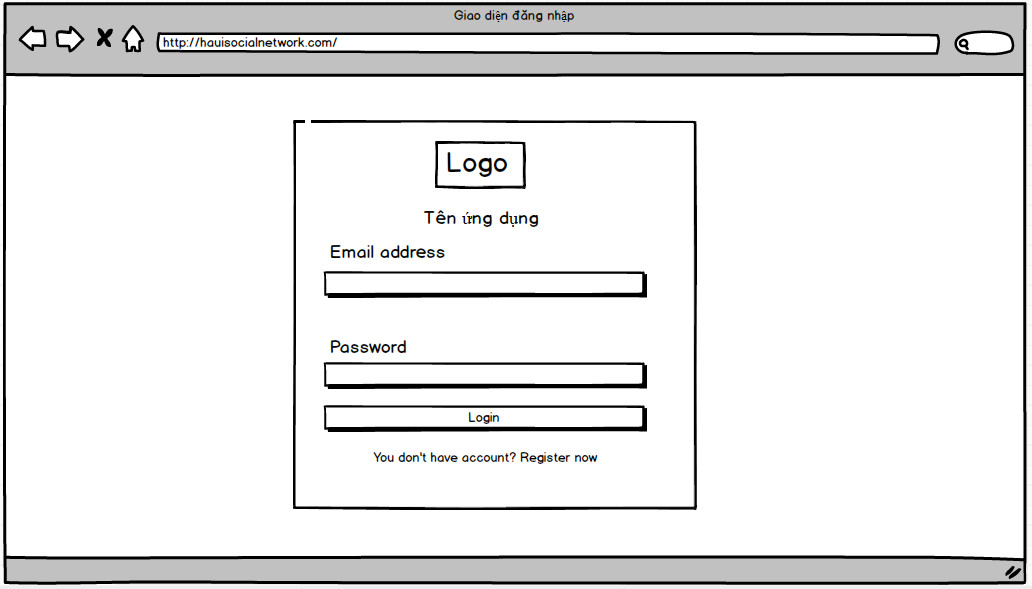 Giao diện đăng nhập
http://hauisocialnetwork.com/
Logo
Tên ứng dụng
Email address
Password
Login
You don't have account? Register now